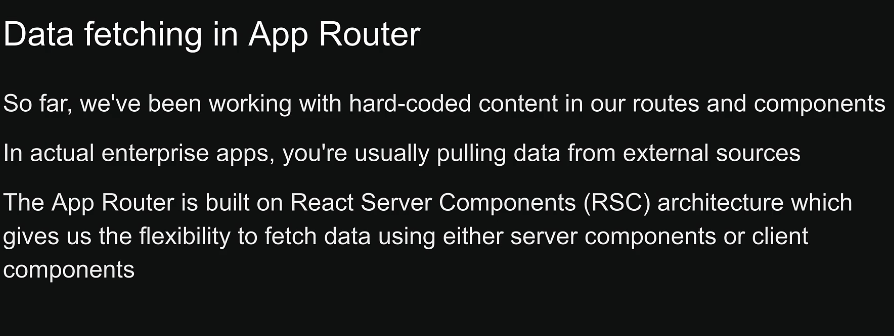 Data fetching in App Router
So far, we've been working with hard-coded content in our routes and components
In actual enterprise apps, you're usually pulling data from external sources
The App Router is built on React Server Components (RSC) architecture which
gives us the flexibility to fetch data using either server components or client
components